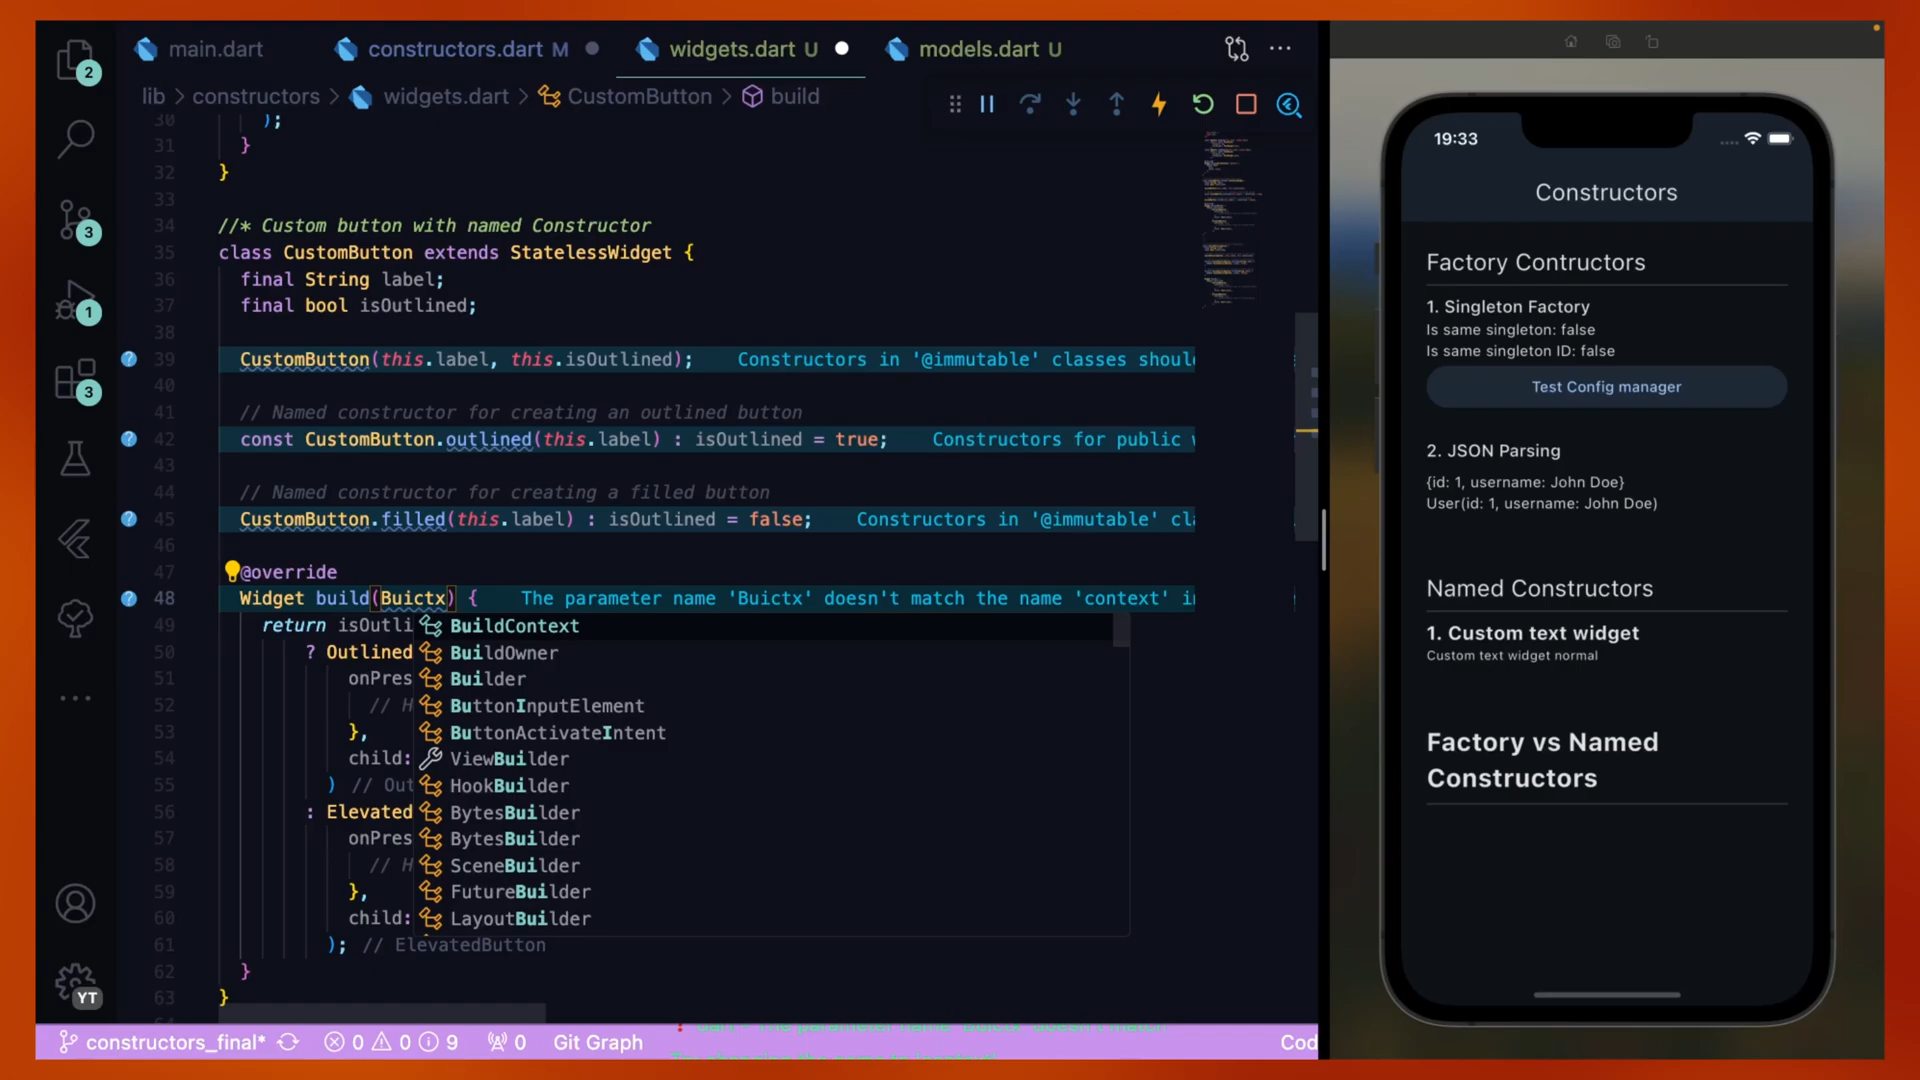 main.dart
constructors.dart M
widgets.dart U
models.dart U
lib > constructors > widgets.dart > CustomButton > build
30 );
31 }
32 }
33
34 //* Custom button with named Constructor
35 class CustomButton extends StatelessWidget {
36 final String label;
37 final bool isOutlined;
38
39 CustomButton(this.label, this.isOutlined); Constructors in '@immutable' classes shoul
40
41 // Named constructor for creating an outlined button
42 const CustomButton.outlined(this.label) : isOutlined = true; Constructors for public
43
44 // Named constructor for creating a filled button
45 CustomButton.filled(this.label) : isOutlined = false; Constructors in '@immutable' cl
46
47 @override
48 Widget build(Buictx) { The parameter name 'Buictx' doesn't match the name 'context' i
49 return isOutli
50 ? Outlined
51 onPres
52 // H
53 },
54 child:
55 ) // Out
56 : Elevated
57 onPres
58 // H
59 },
60 child:
61 ); // ElevatedButton
62 }
63 }
BuildContext
BuildOwner
Builder
ButtonInputElement
ButtonActivateIntent
ViewBuilder
HookBuilder
BytesBuilder
BytesBuilder
SceneBuilder
FutureBuilder
LayoutBuilder
2
3
1
3
YT
constructors_final* 0 0 9 0 Git Graph Cod
19:33
Constructors
Factory Contructors
1. Singleton Factory
Is same singleton: false
Is same singleton ID: false
Test Config manager
2. JSON Parsing
{id: 1, username: John Doe}
User(id: 1, username: John Doe)
Named Constructors
1. Custom text widget
Custom text widget normal
Factory vs Named
Constructors